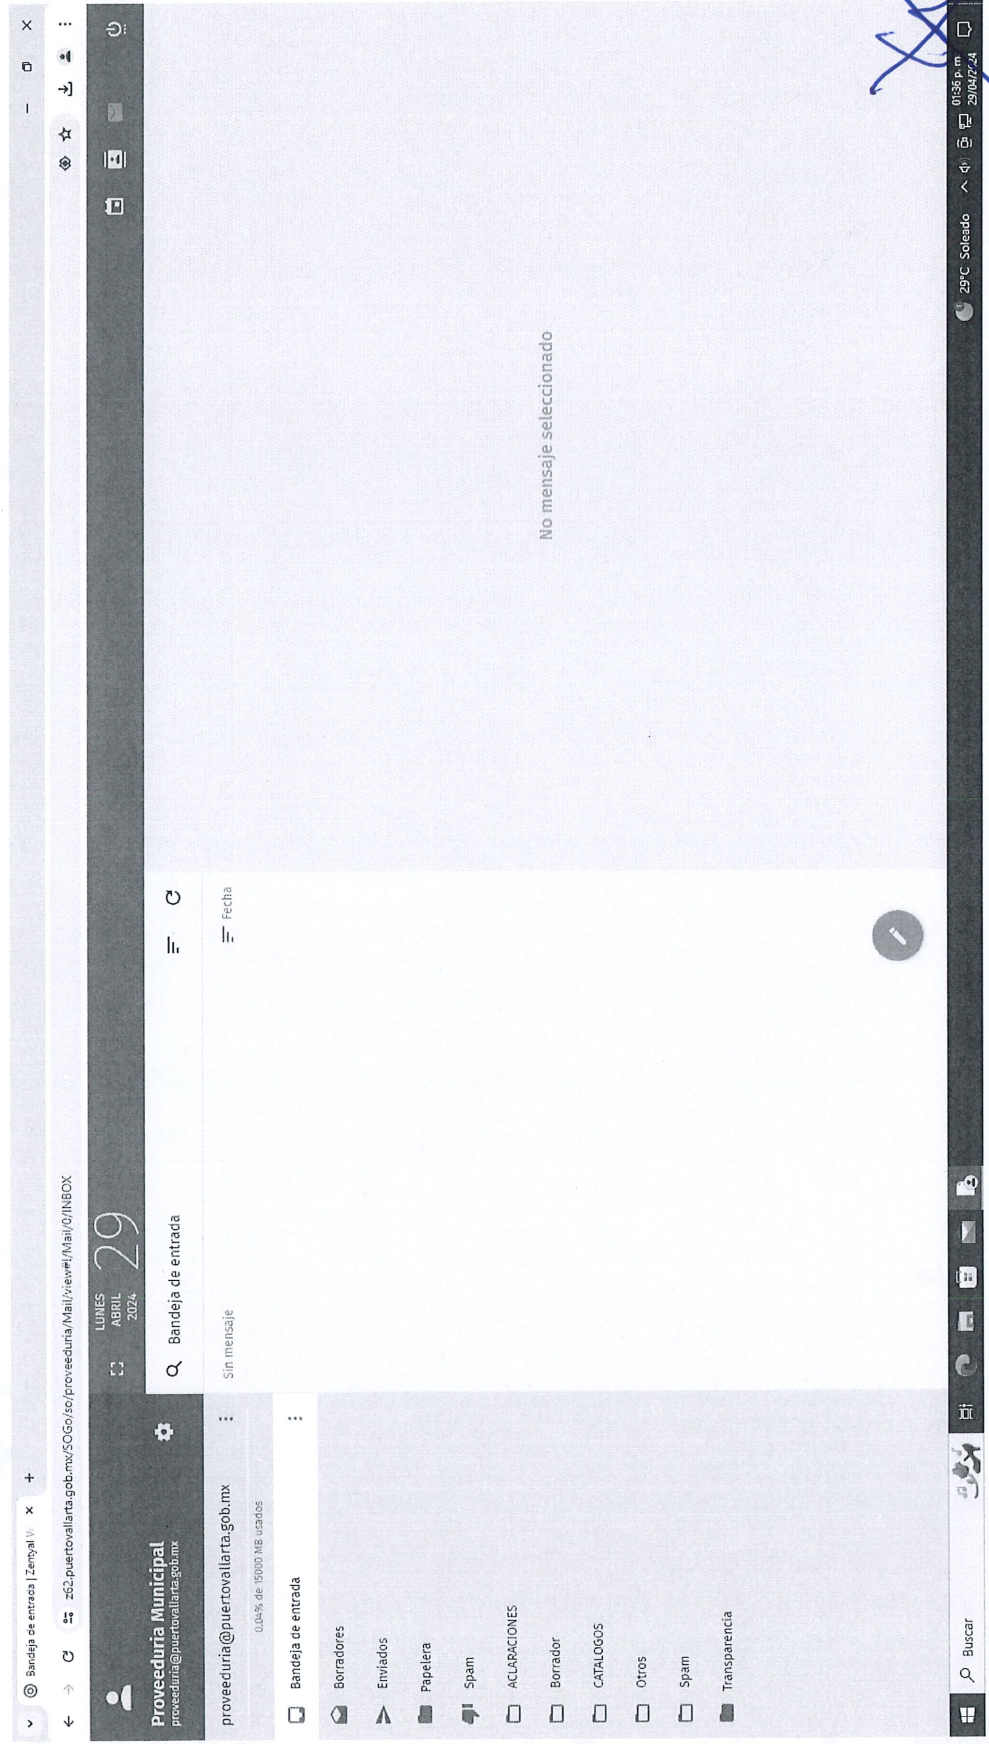 Bandeja de entrada | Zentyal W
z62.puertovallarta.gob.mx/SOGo/so/proveeduria/Mail/view#!/Mail/0/INBOX
Proveeduria Municipal
proveeduria@puertovallarta.gob.mx
LUNES
ABRIL
2024
29
proveeduria@puertovallarta.gob.mx
0.04% de 15000 MB usados
Bandeja de entrada
Borradores
Enviados
Papelera
Spam
ACLARACIONES
Borrador
CATALOGOS
Otros
Spam
Transparencia
Bandeja de entrada
Sin mensaje
Fecha
No mensaje seleccionado
Buscar
29°C Soleado
01:36 p. m.
29/04/2024